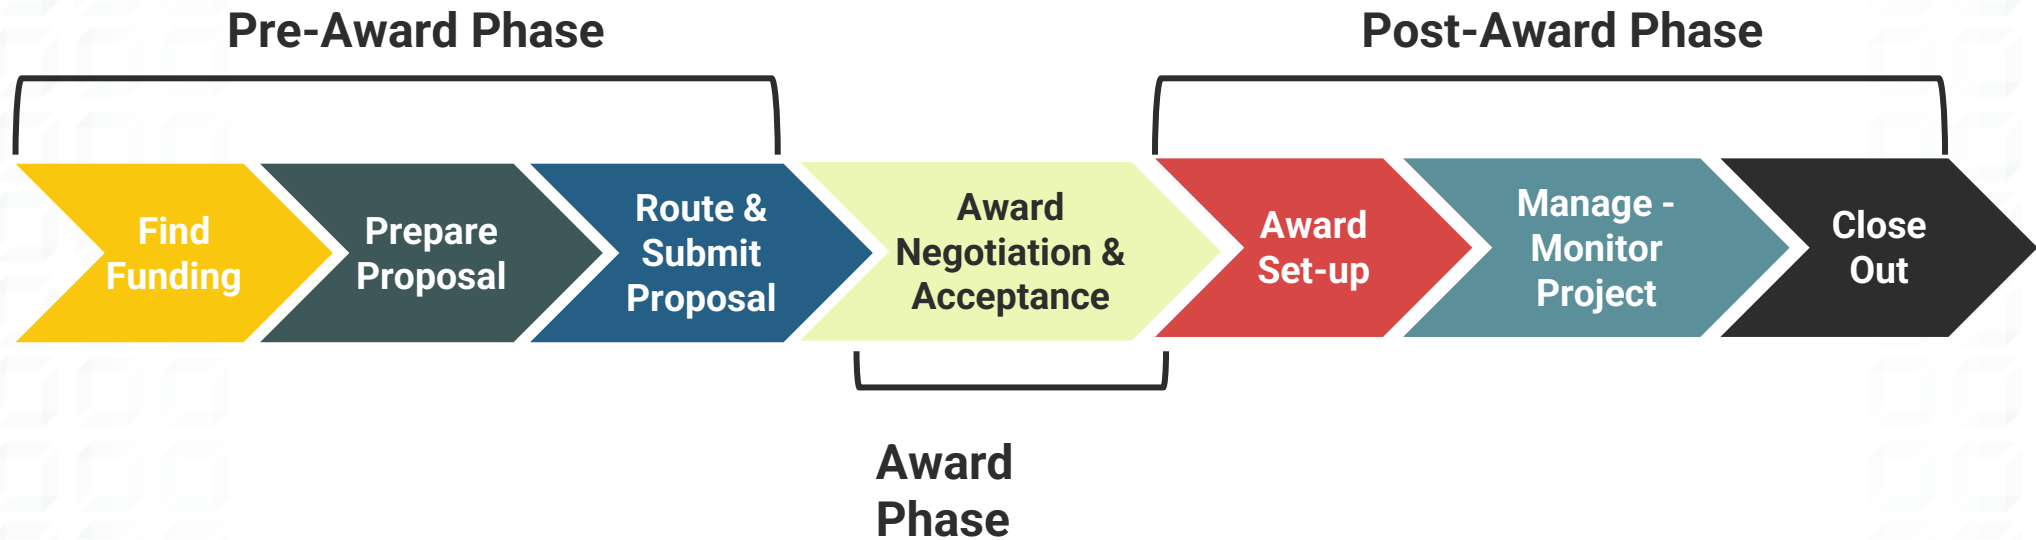 Pre-Award Phase
Post-Award Phase
Find
Funding
Prepare
Proposal
Route &
Submit
Proposal
Award
Negotiation &
Acceptance
Award
Set-up
Manage -
Monitor
Project
Close
Out
Award
Phase